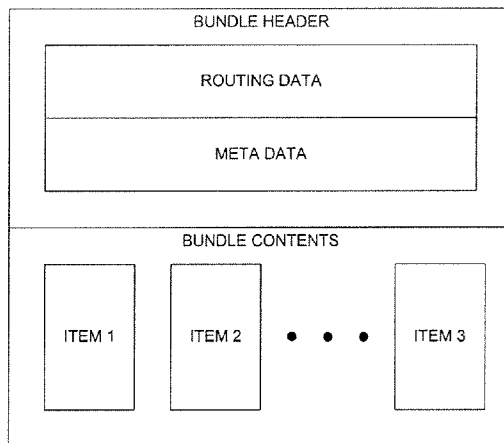 BUNDLE HEADER
ROUTING DATA
META DATA
BUNDLE CONTENTS
ITEM 1 ITEM 2 • • • ITEM 3